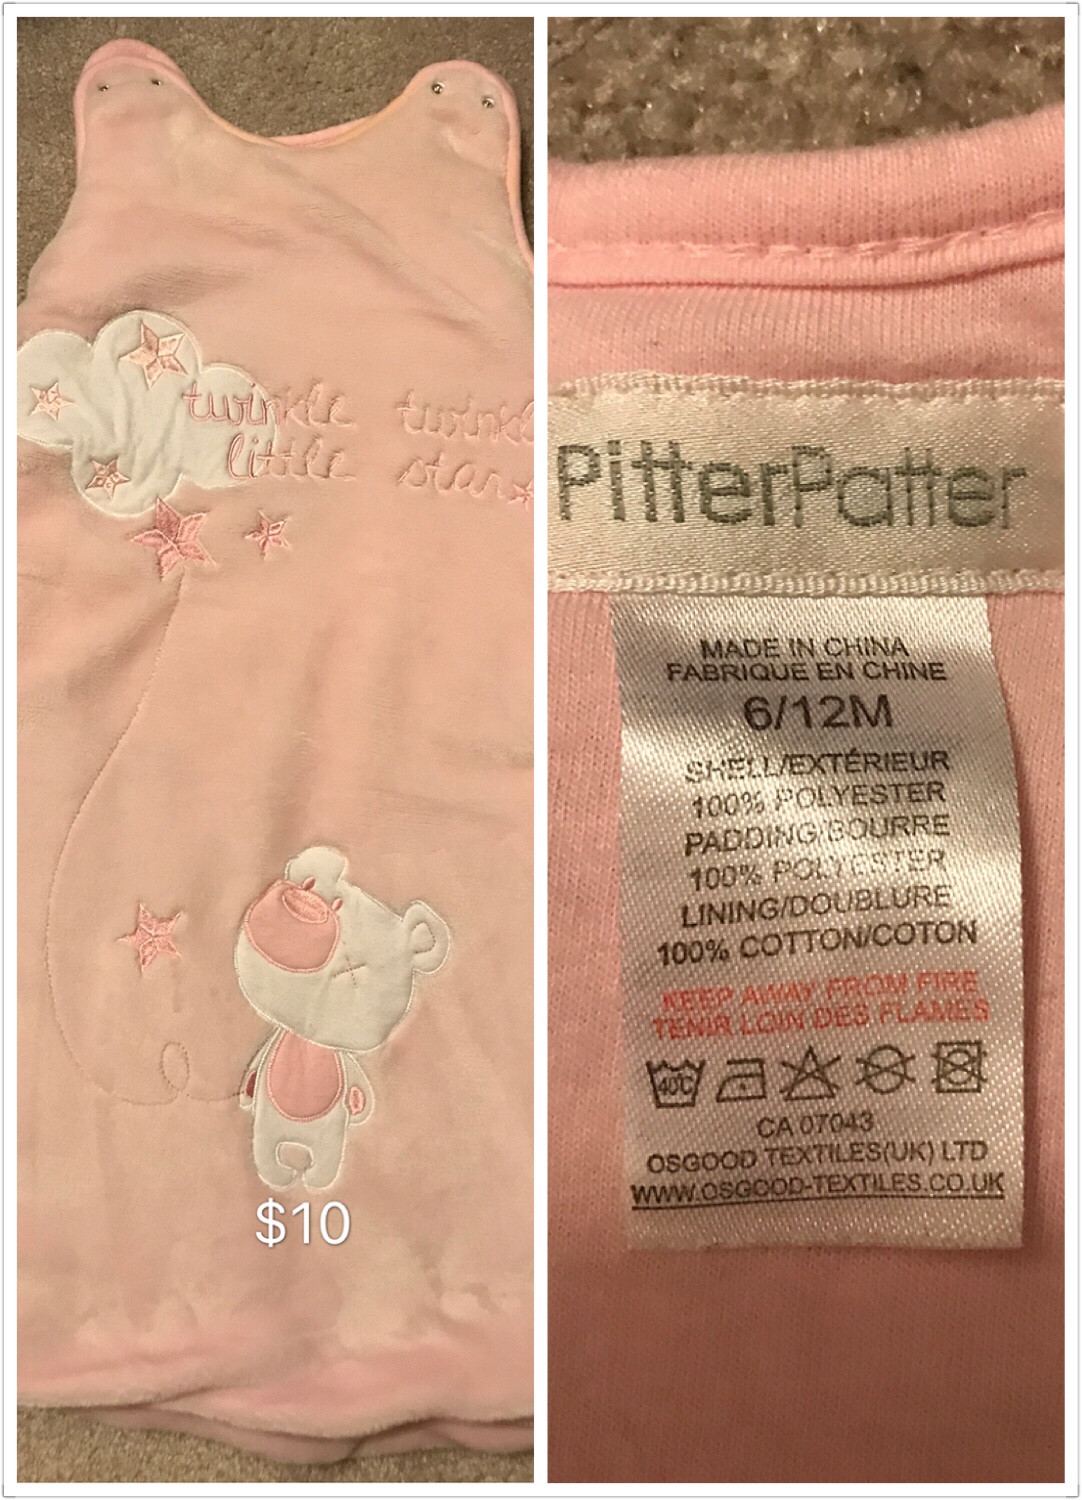 twinkle twinkle
little star
$10
PitterPatter
MADE IN CHINA
FABRIQUE EN CHINE
6/12M
SHELL/EXTÉRIEUR
100% POLYESTER
PADDING/BOURRE
100% POLYESTER
LINING/DOUBLURE
100% COTTON/COTON
KEEP AWAY FROM FIRE
TENIR LOIN DES FLAMES
40C
CA 07043
OSGOOD TEXTILES(UK) LTD
WWW.OSGOOD-TEXTILES.CO.UK